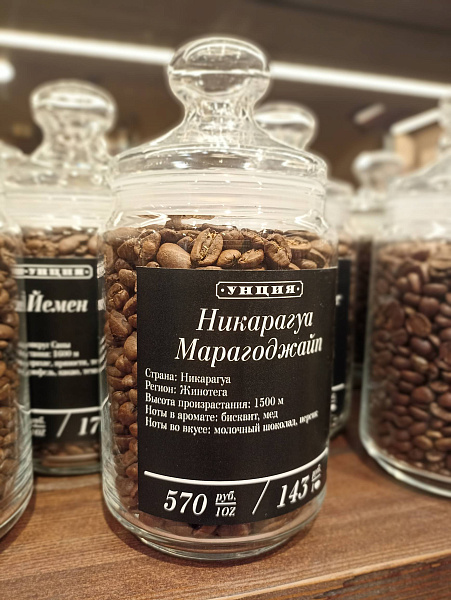 УНЦИЯ
Никарагуа
Марагоджайп
Страна: Никарагуа
Регион: Жинотега
Высота произрастания: 1500 м
Ноты в аромате: бисквит, мед
Ноты во вкусе: молочный шоколад, персик
570 руб. 1OZ / 143
УНЦИЯ
Йемен